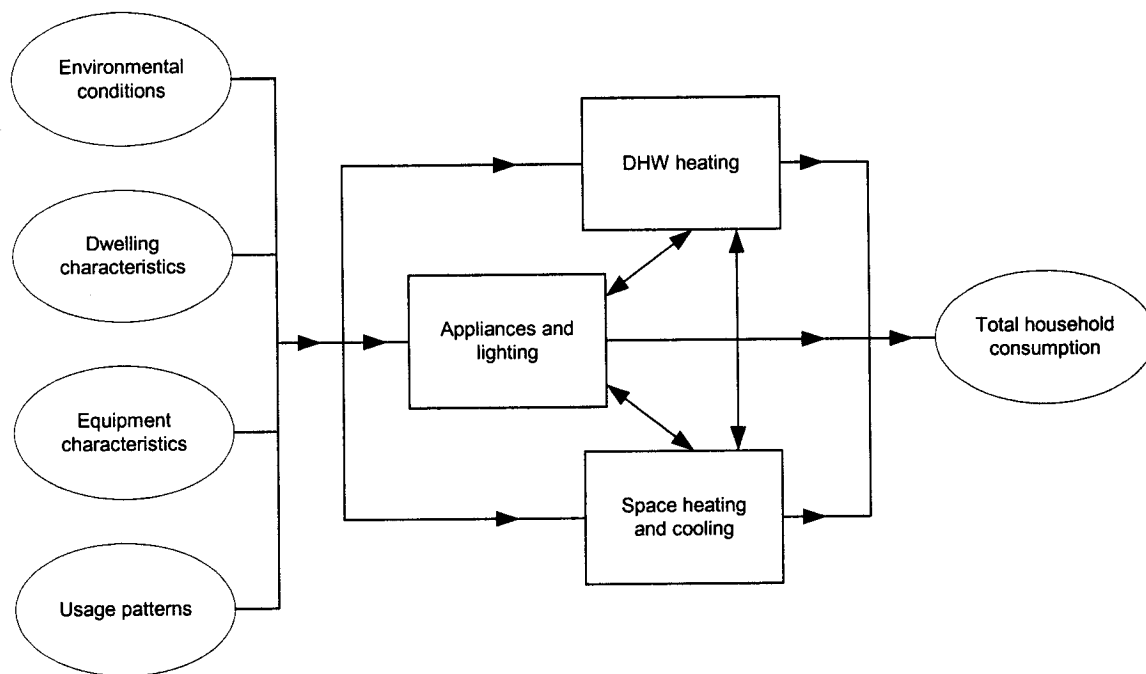 Environmental
conditions
Dwelling
characteristics
Equipment
characteristics
Usage patterns
DHW heating
Appliances and
lighting
Space heating
and cooling
Total household
consumption